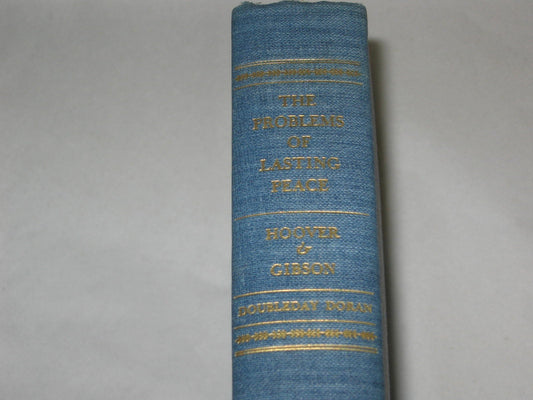 THE
PROBLEMS
OF
LASTING
PEACE
HOOVER
&
GIBSON
DOUBLEDAY DORAN